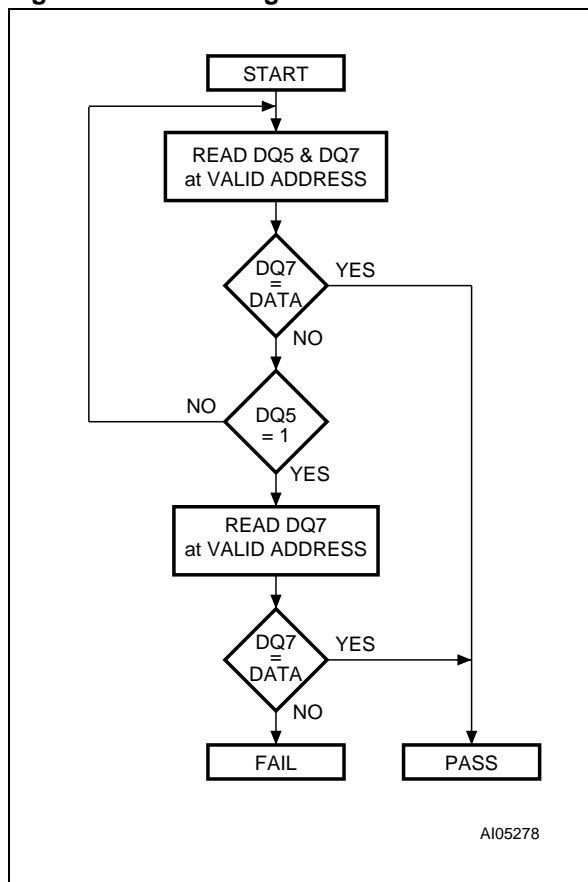 START
READ DQ5 & DQ7
at VALID ADDRESS
DQ7
=
DATA
YES
NO
DQ5
= 1
NO
YES
READ DQ7
at VALID ADDRESS
DQ7
=
DATA
YES
NO
FAIL
PASS
AI05278